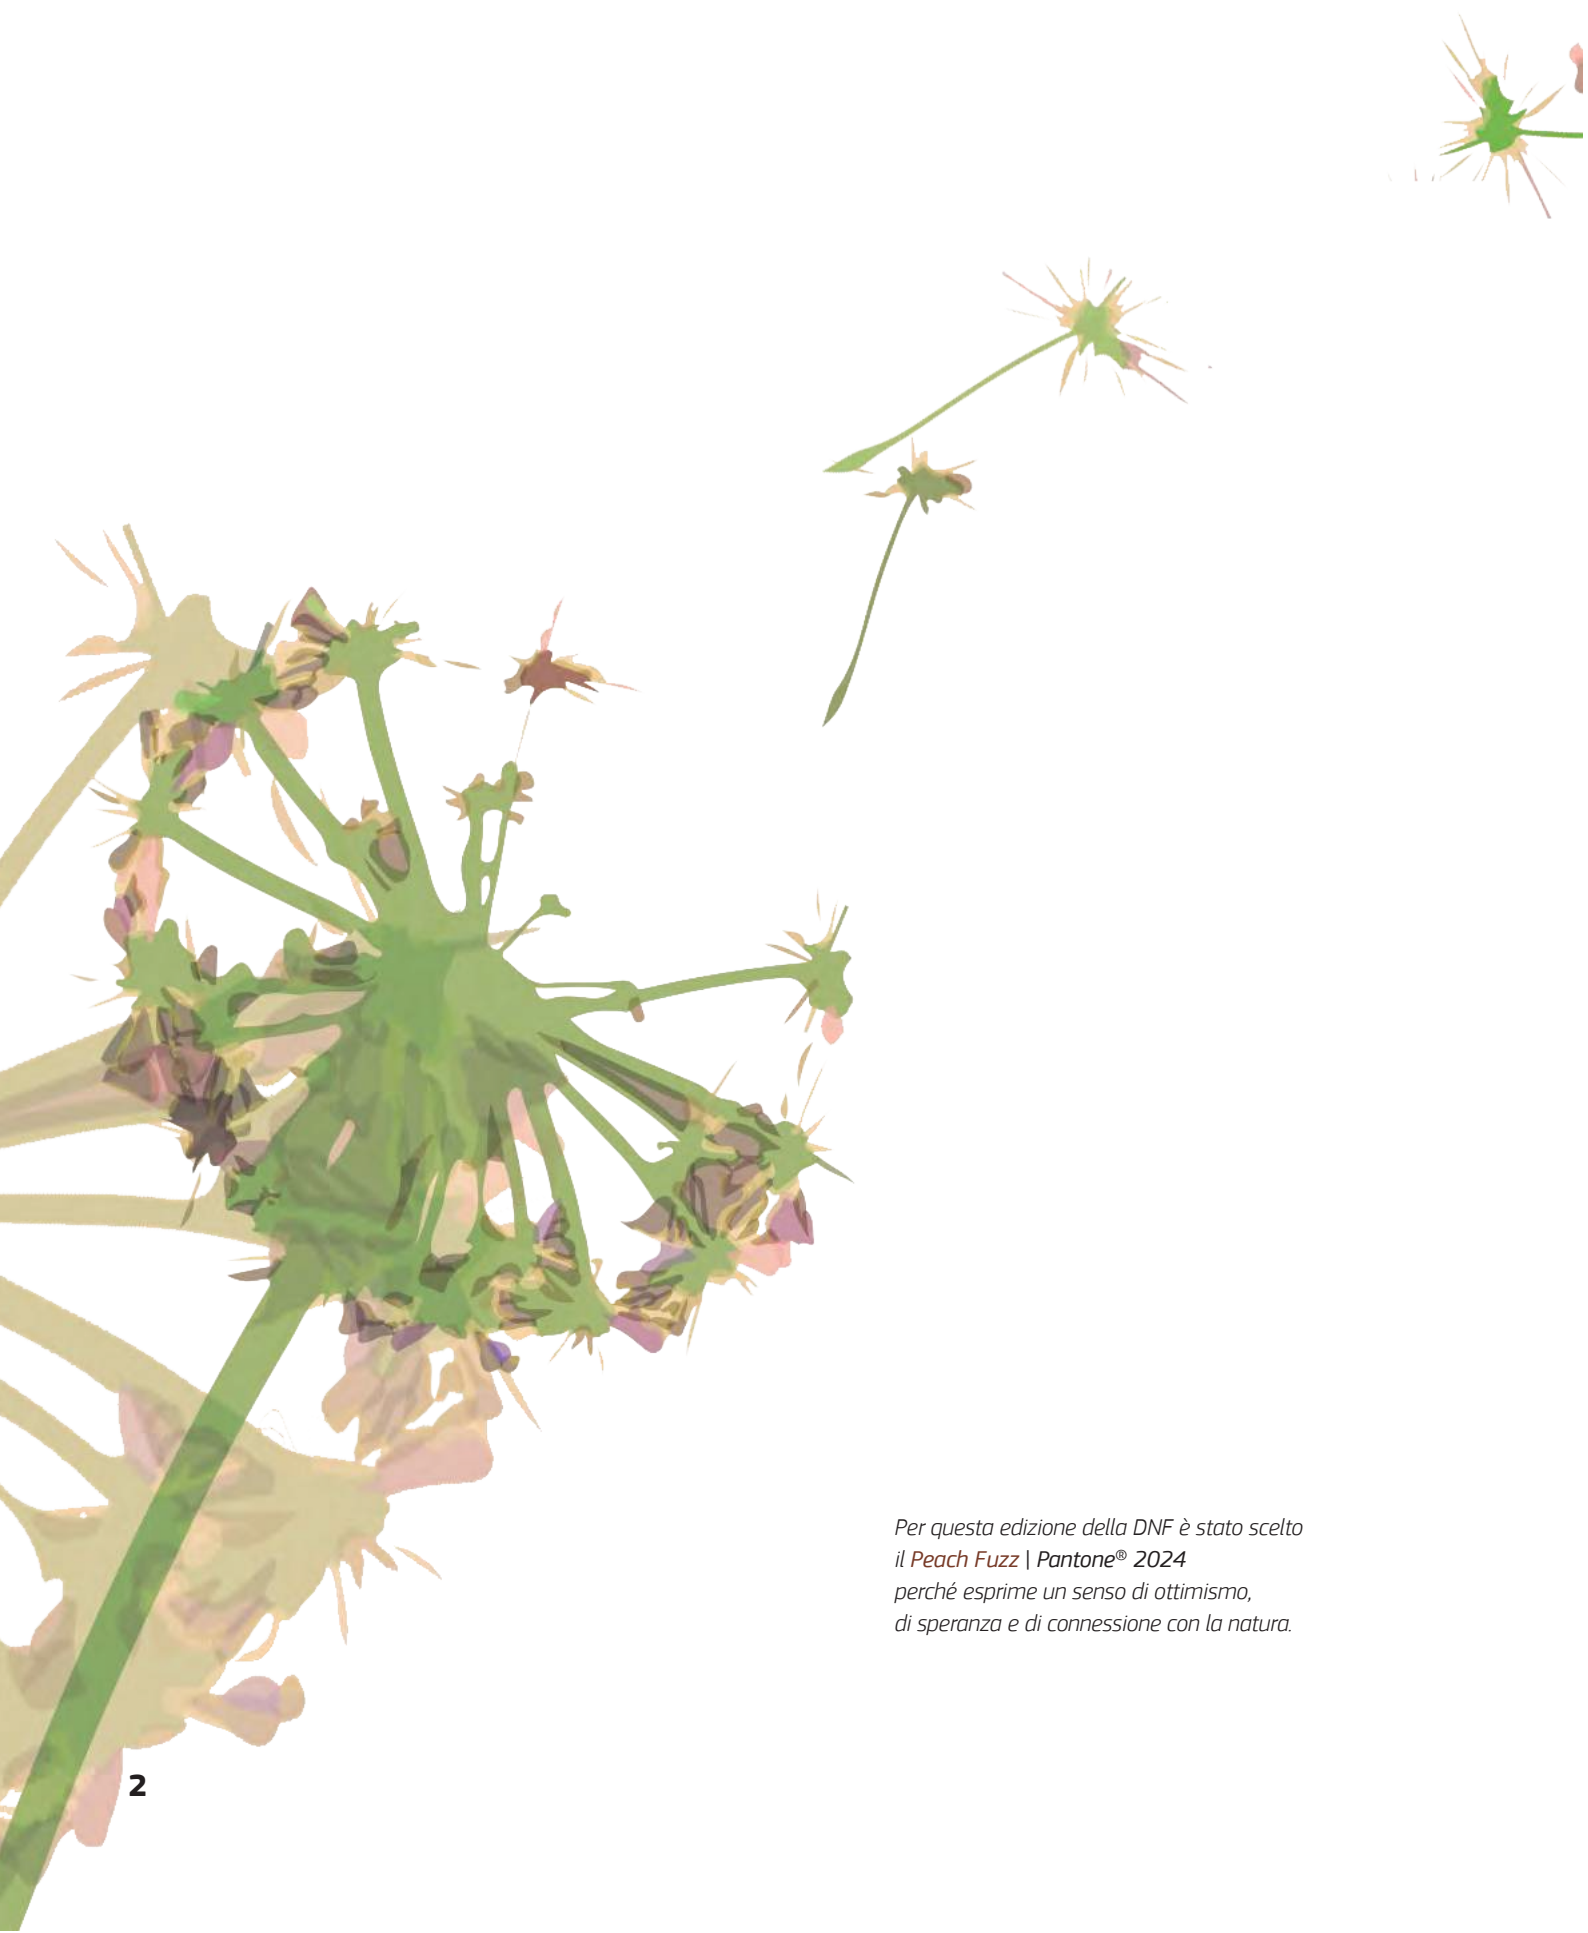 Per questa edizione della DNF è stato scelto
il Peach Fuzz | Pantone® 2024
perché esprime un senso di ottimismo,
di speranza e di connessione con la natura.
2